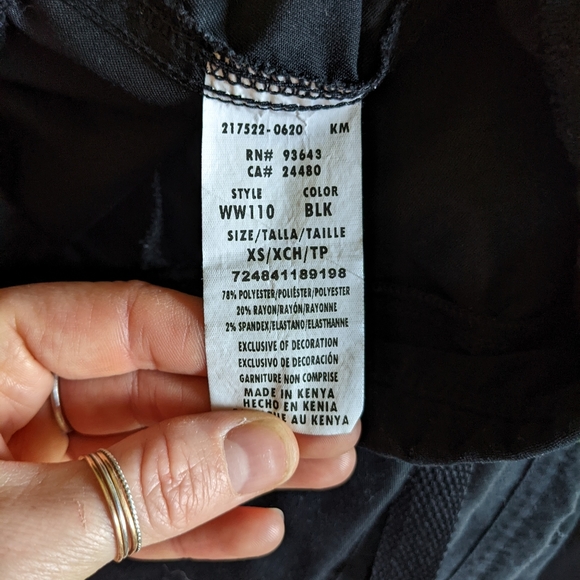 217522-0620 KM
RN# 93643
CA# 24480
STYLE COLOR
WW110 BLK
SIZE/TALLA/TAILLE
XS/XCH/TP
724841189198
78% POLYESTER/POLIÉSTER/POLYESTER
20% RAYON/RAYÓN/RAYONNE
2% SPANDEX/ELASTANO/ELASTHANNE
EXCLUSIVE OF DECORATION
EXCLUSIVO DE DECORACIÓN
GARNITURE NON COMPRISE
MADE IN KENYA
HECHO EN KENIA
AU KENYA